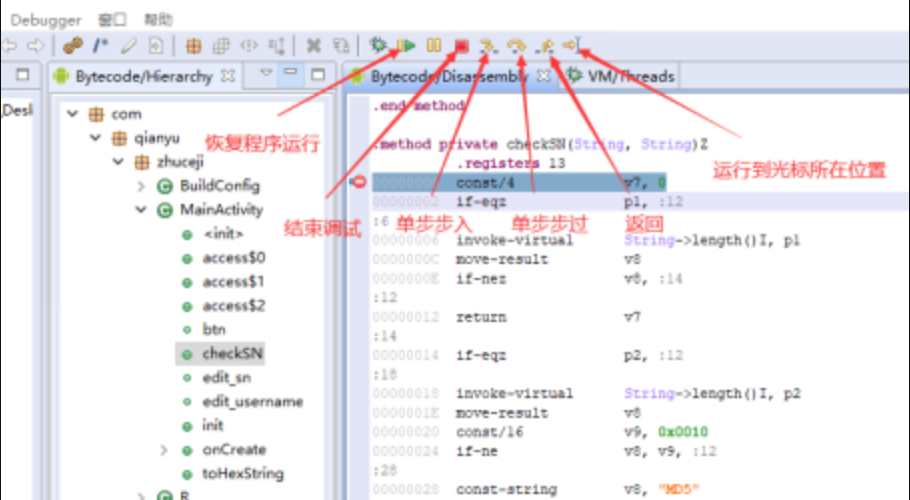 Debugger 窗口 帮助
Bytecode/Hierarchy
Bytecode/Disassembly
VM/Threads
Desk
com
qianyu
zhuceji
BuildConfig
MainActivity
<init>
access$0
access$1
access$2
btn
checkSN
edit_sn
edit_username
init
onCreate
toHexString
R
恢复程序运行
结束调试
单步步入
单步步过
返回
运行到光标所在位置
.end method
.method private checkSN(String, String)Z
.registers 13
const/4 v7, 0
00000002 if-eqz p1, :12
:6
00000006 invoke-virtual String->length()I, p1
0000000C move-result v8
0000000E if-nez v8, :14
:12
00000012 return v7
:14
00000014 if-eqz p2, :12
:18
00000018 invoke-virtual String->length()I, p2
0000001E move-result v8
00000020 const/16 v9, 0x0010
00000024 if-ne v8, v9, :12
:28
00000028 const-string v8, "MD5"